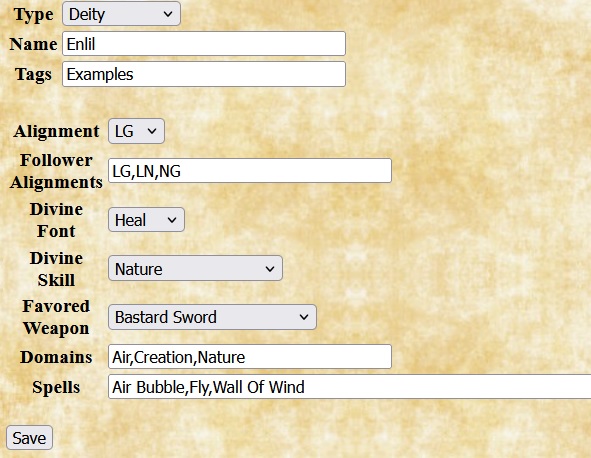 Type Deity
Name Enlil
Tags Examples
Alignment LG
Follower
Alignments LG,LN,NG
Divine
Font Heal
Divine
Skill Nature
Favored
Weapon Bastard Sword
Domains Air,Creation,Nature
Spells Air Bubble,Fly,Wall Of Wind
Save